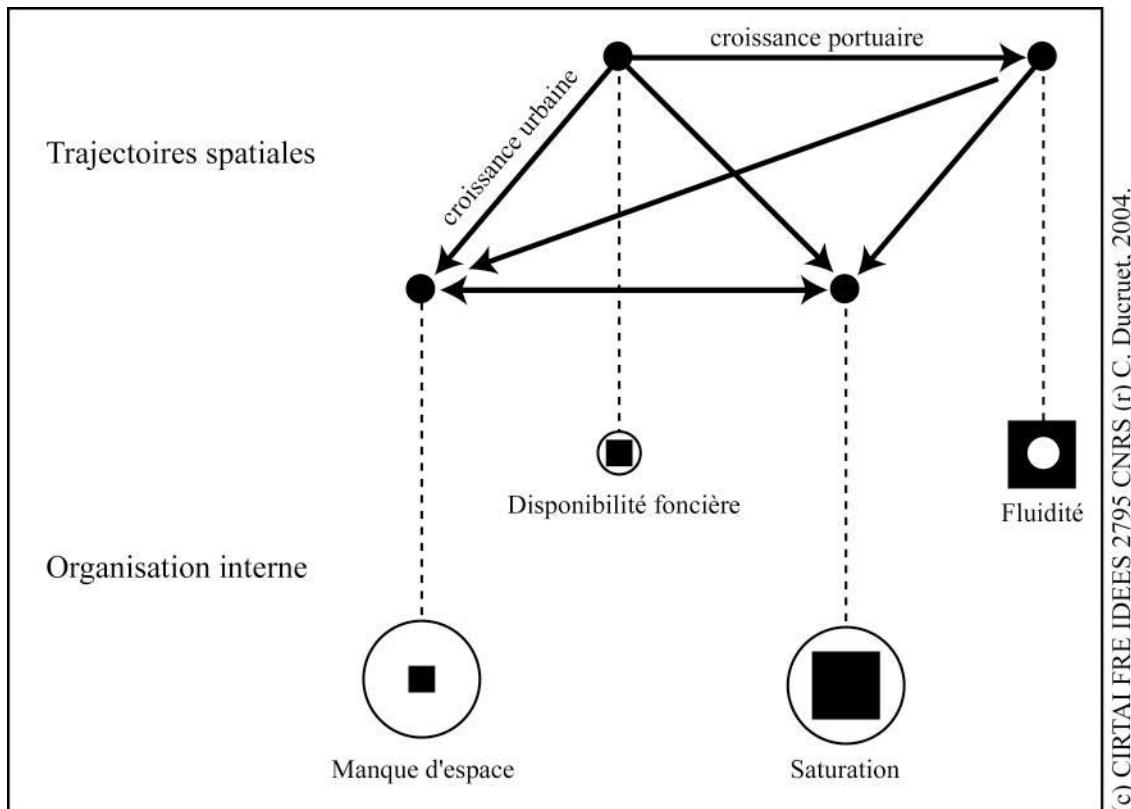 croissance portuaire
croissance urbaine
Trajectoires spatiales
Disponibilité foncière
Fluidité
Organisation interne
Manque d'espace
Saturation
(c) CIRTAI FRE IDEES 2795 CNRS (r) C. Ducruet, 2004.